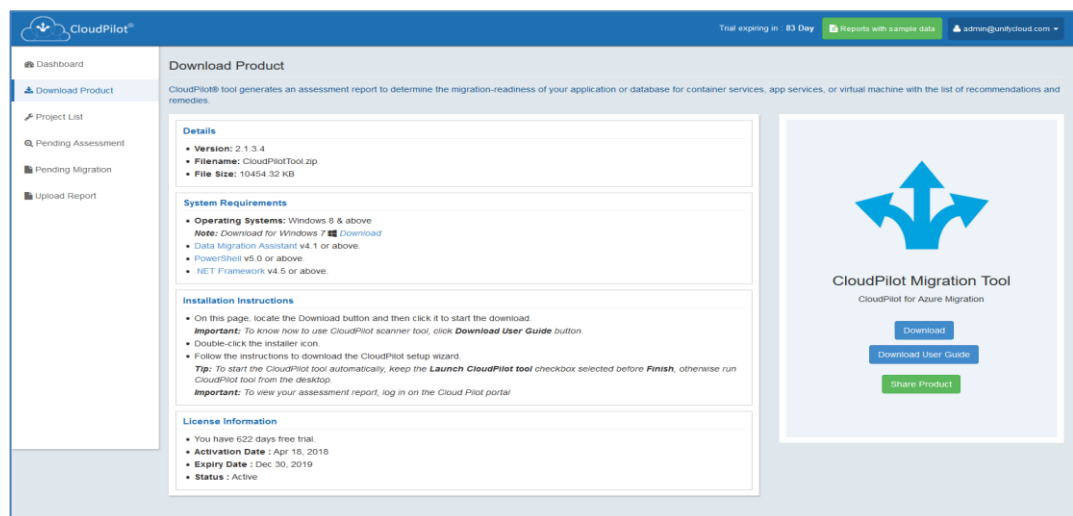 CloudPilot®
Trial expiring in : 83 Day
Reports with sample data
admin@unifycloud.com
Dashboard
Download Product
Project List
Pending Assessment
Pending Migration
Upload Report
Download Product
CloudPilot® tool generates an assessment report to determine the migration-readiness of your application or database for container services, app services, or virtual machine with the list of recommendations and
remedies.
Details
• Version: 2.1.3.4
• Filename: CloudPilotTool.zip
• File Size: 10454.32 KB
System Requirements
• Operating Systems: Windows 8 & above
Note: Download for Windows 7 Download
• Data Migration Assistant v4.1 or above.
• PowerShell v5.0 or above.
• .NET Framework v4.5 or above.
Installation Instructions
• On this page, locate the Download button and then click it to start the download.
Important: To know how to use CloudPilot scanner tool, click Download User Guide button.
• Double-click the installer icon.
• Follow the instructions to download the CloudPilot setup wizard.
Tip: To start the CloudPilot tool automatically, keep the Launch CloudPilot tool checkbox selected before Finish, otherwise run
CloudPilot tool from the desktop.
Important: To view your assessment report, log in on the Cloud Pilot portal
License Information
• You have 622 days free trial.
• Activation Date : Apr 18, 2018
• Expiry Date : Dec 30, 2019
• Status : Active
CloudPilot Migration Tool
CloudPilot for Azure Migration
Download
Download User Guide
Share Product